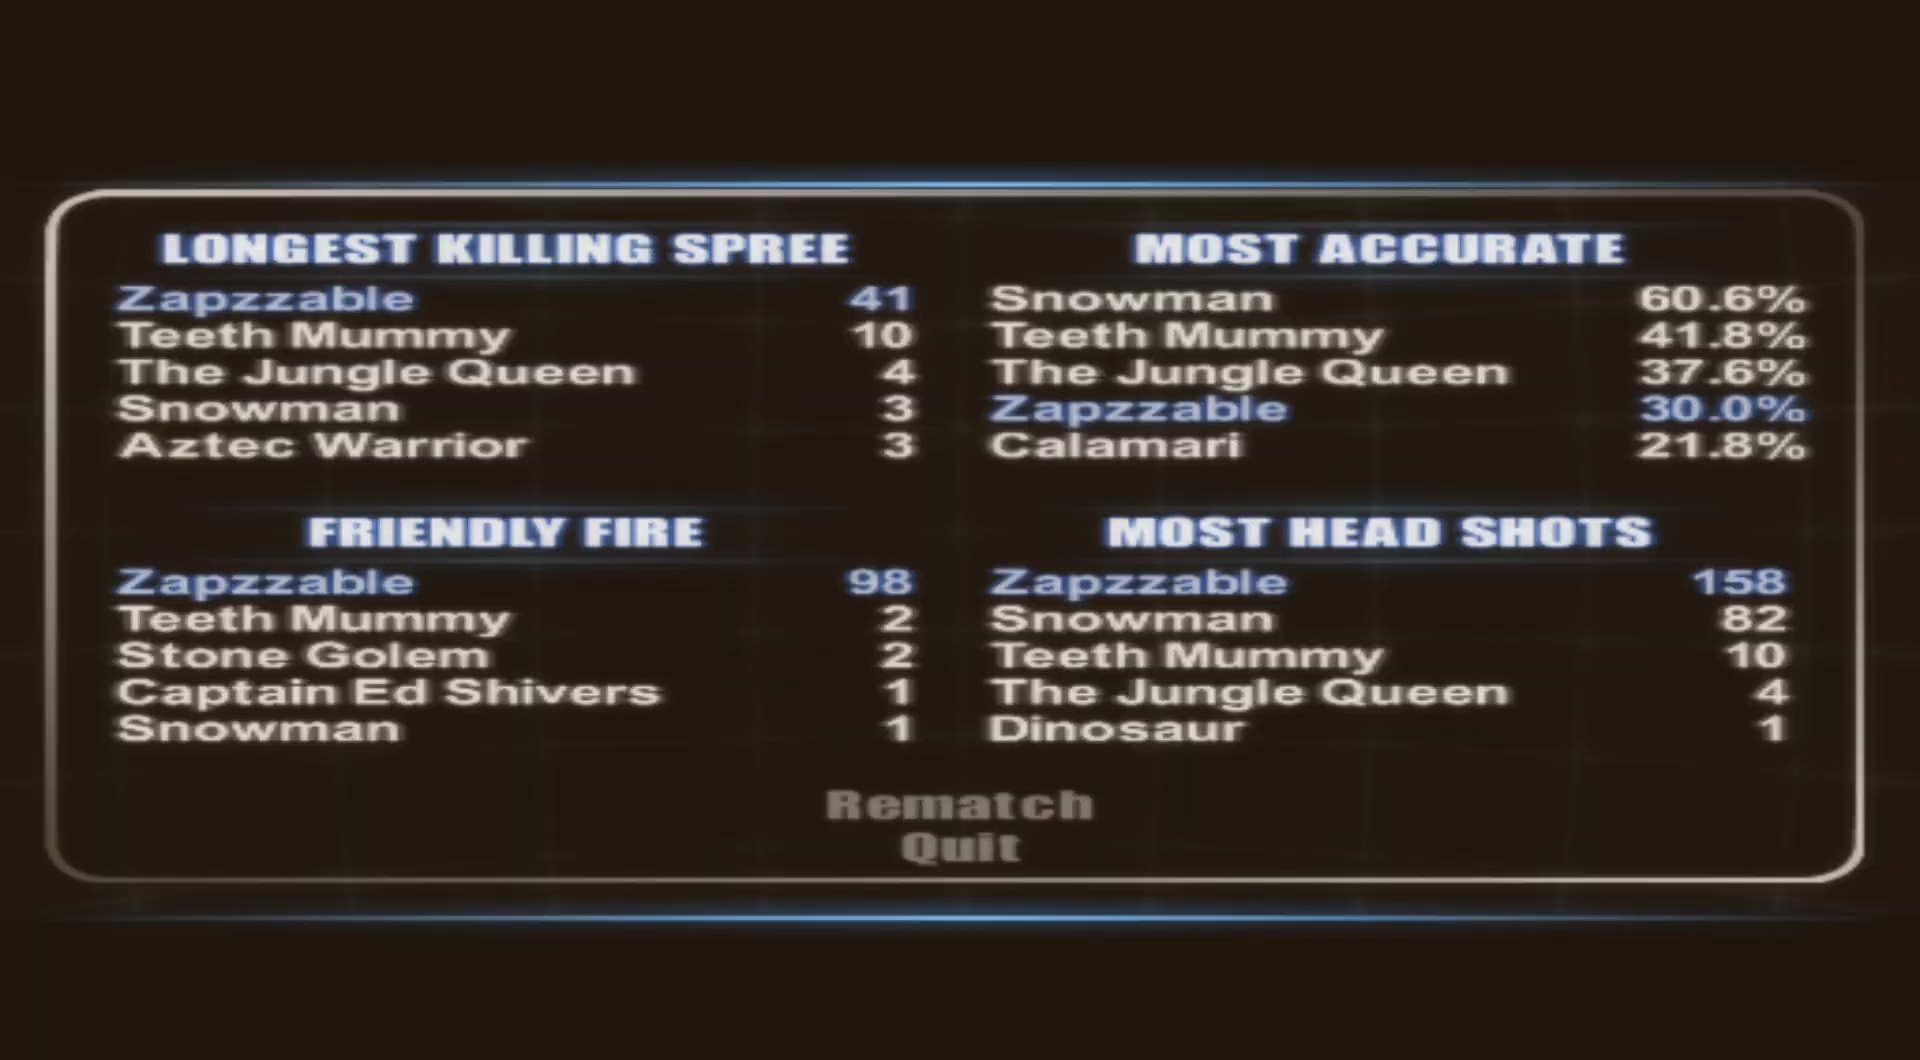 LONGEST KILLING SPREE
Zapzzable 41
Teeth Mummy 10
The Jungle Queen 4
Snowman 3
Aztec Warrior 3
MOST ACCURATE
Snowman 60.6%
Teeth Mummy 41.8%
The Jungle Queen 37.6%
Zapzzable 30.0%
Calamari 21.8%
FRIENDLY FIRE
Zapzzable 98
Teeth Mummy 2
Stone Golem 2
Captain Ed Shivers 1
Snowman 1
MOST HEAD SHOTS
Zapzzable 158
Snowman 82
Teeth Mummy 10
The Jungle Queen 4
Dinosaur 1
Rematch
Quit